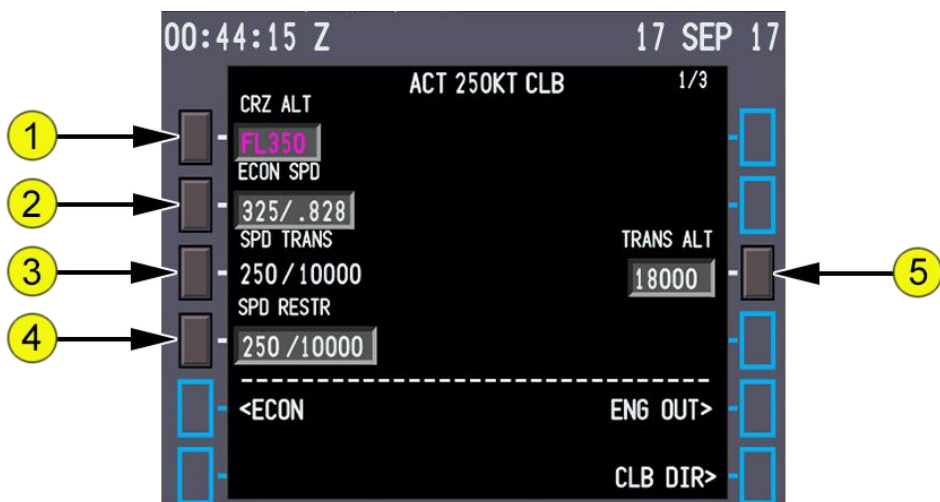 00:44:15 Z 17 SEP 17
ACT 250KT CLB 1/3
CRZ ALT
1 FL350
ECON SPD
2 325/.828
SPD TRANS TRANS ALT
3 250/10000 18000 5
SPD RESTR
4 250/10000
<ECON ENG OUT>
CLB DIR>